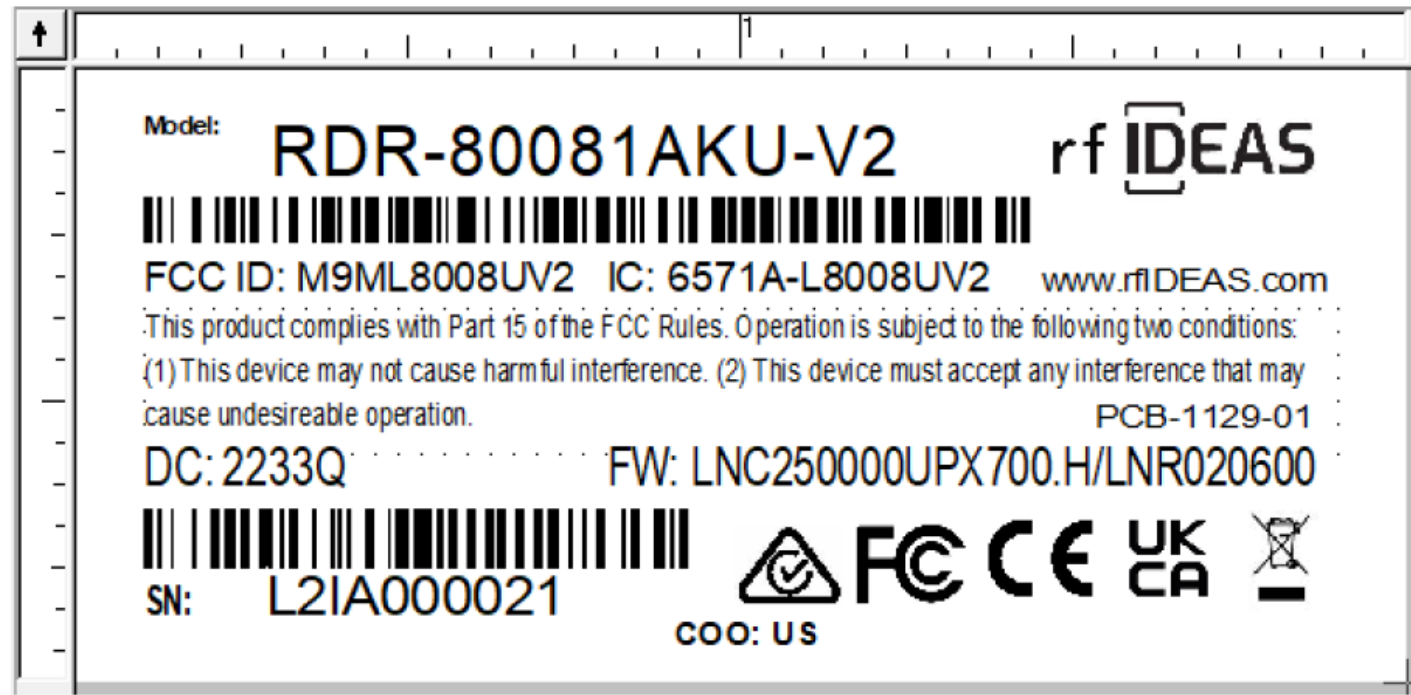 1
Model: RDR-80081AKU-V2 rf IDEAS
FCC ID: M9ML8008UV2 IC: 6571A-L8008UV2 www.rfIDEAS.com
This product complies with Part 15 of the FCC Rules. Operation is subject to the following two conditions:
(1) This device may not cause harmful interference. (2) This device must accept any interference that may
cause undesireable operation. PCB-1129-01
DC: 2233Q FW: LNC250000UPX700.H/LNR020600
FC CE UK
CA
SN: L2IA000021
COO: US